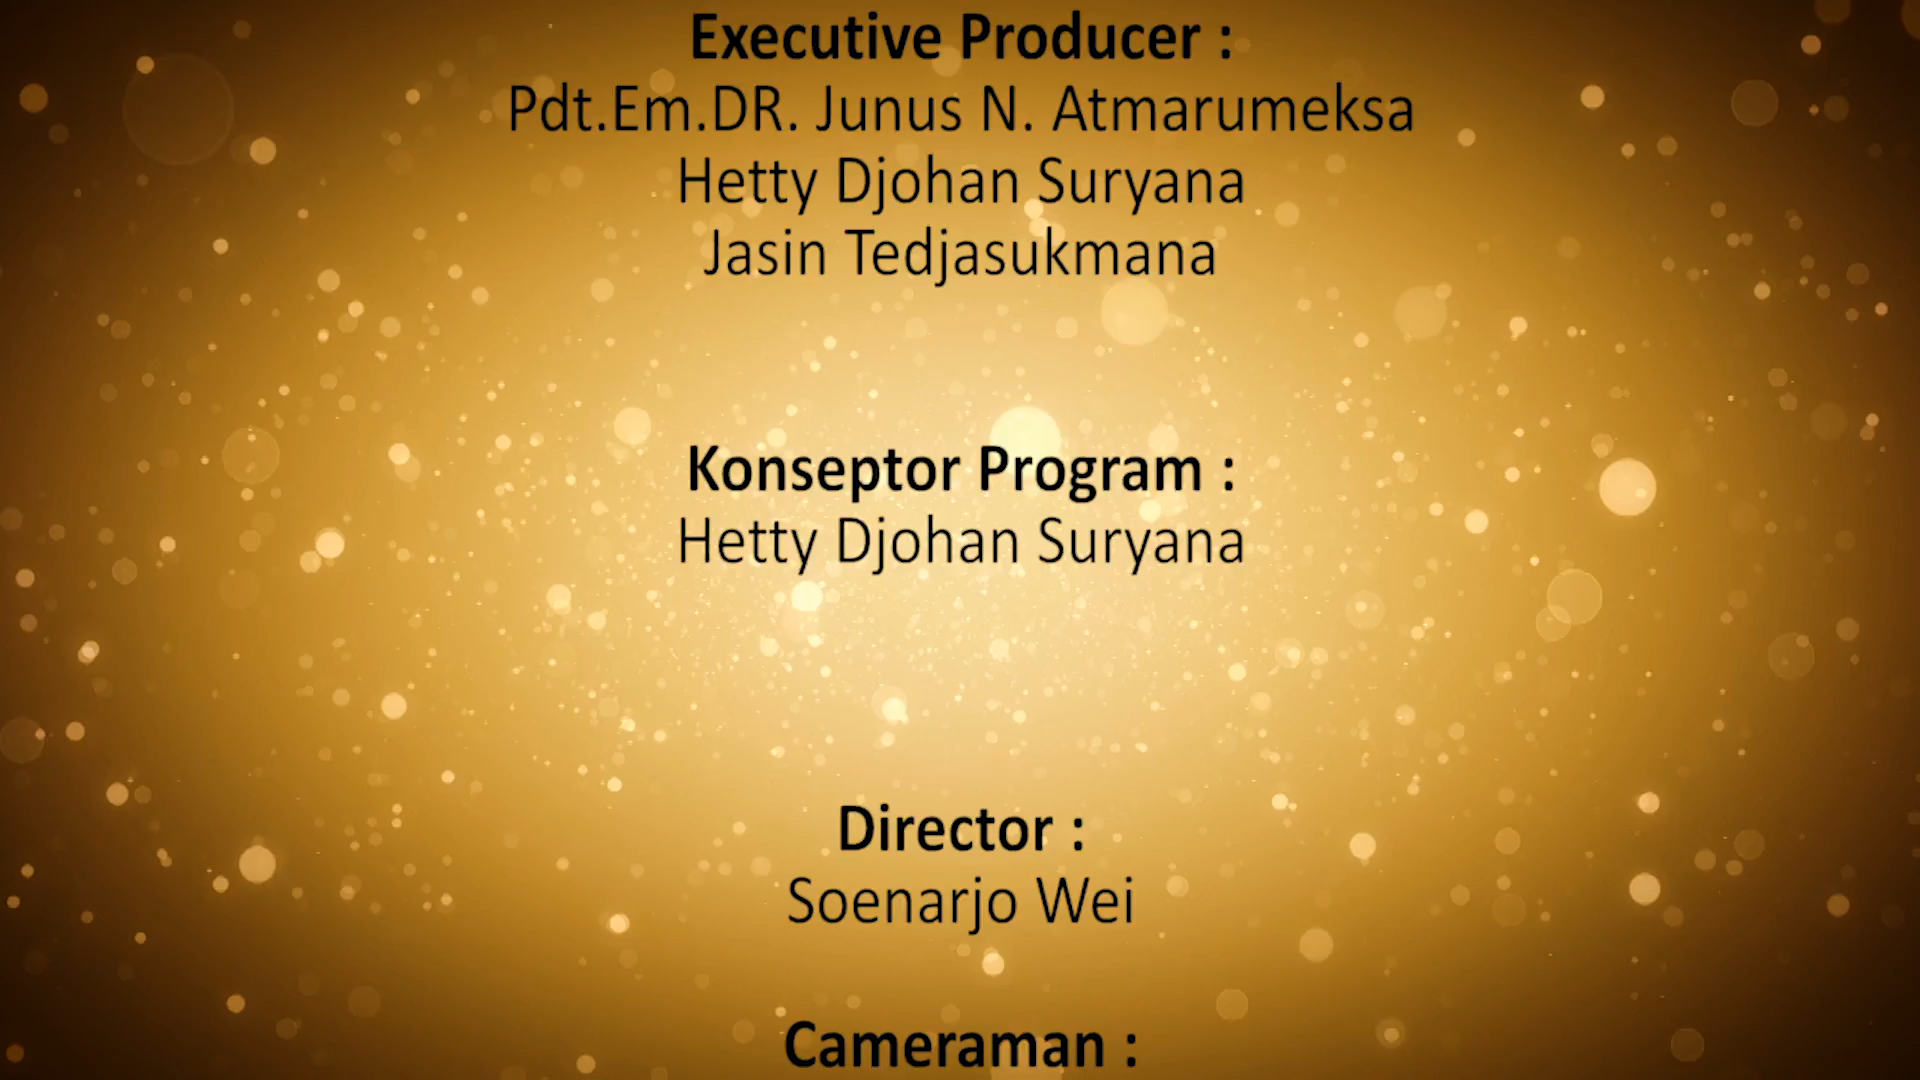 Executive Producer :
Pdt.Em.DR. Junus N. Atmarumeksa
Hetty Djohan Suryana
Jasin Tedjasukmana
Konseptor Program :
Hetty Djohan Suryana
Director :
Soenarjo Wei
Cameraman :